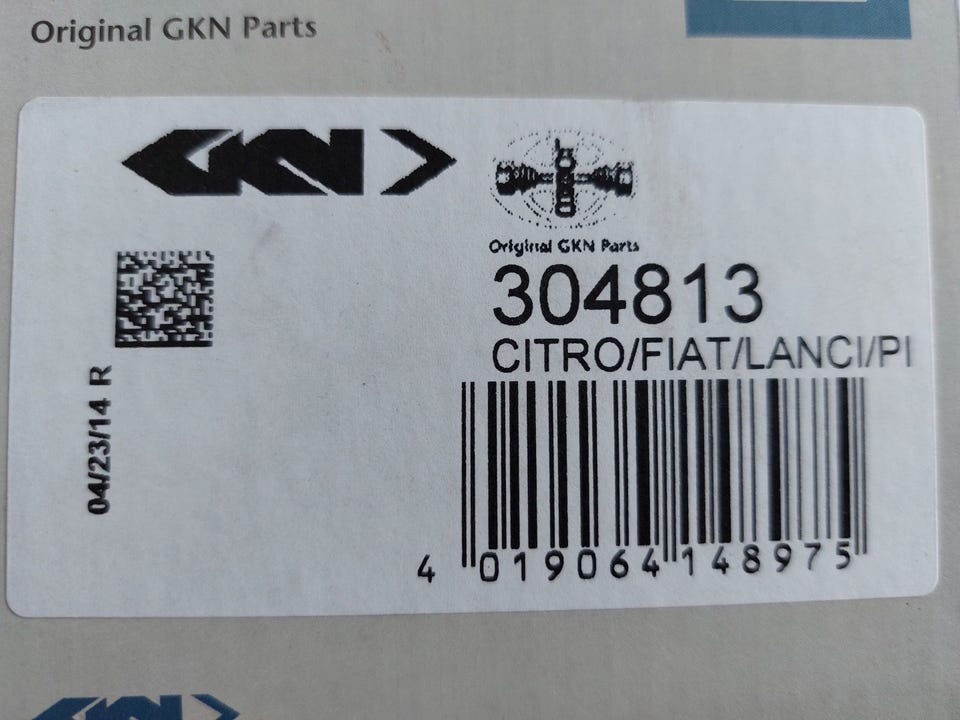 Original GKN Parts
GKN
Original GKN Parts
304813
CITRO/FIAT/LANCI/PI
04/23/14 R
4 019064 148975